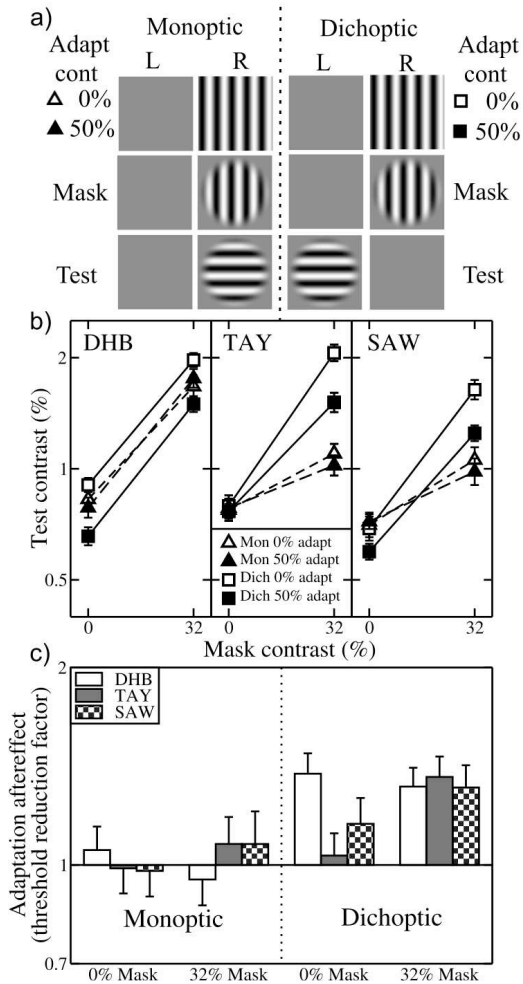 a)
Monoptic
Dichoptic
Adapt
cont
L
R
L
R
Adapt
cont
0%
50%
0%
50%
Mask
Mask
Test
Test
b)
DHB
TAY
SAW
Test contrast (%)
2
1
0.5
Mon 0% adapt
Mon 50% adapt
Dich 0% adapt
Dich 50% adapt
0
32
0
32
0
32
Mask contrast (%)
c)
Adaptation aftereffect
(threshold reduction factor)
2
1
0.7
DHB
TAY
SAW
Monoptic
Dichoptic
0% Mask
32% Mask
0% Mask
32% Mask